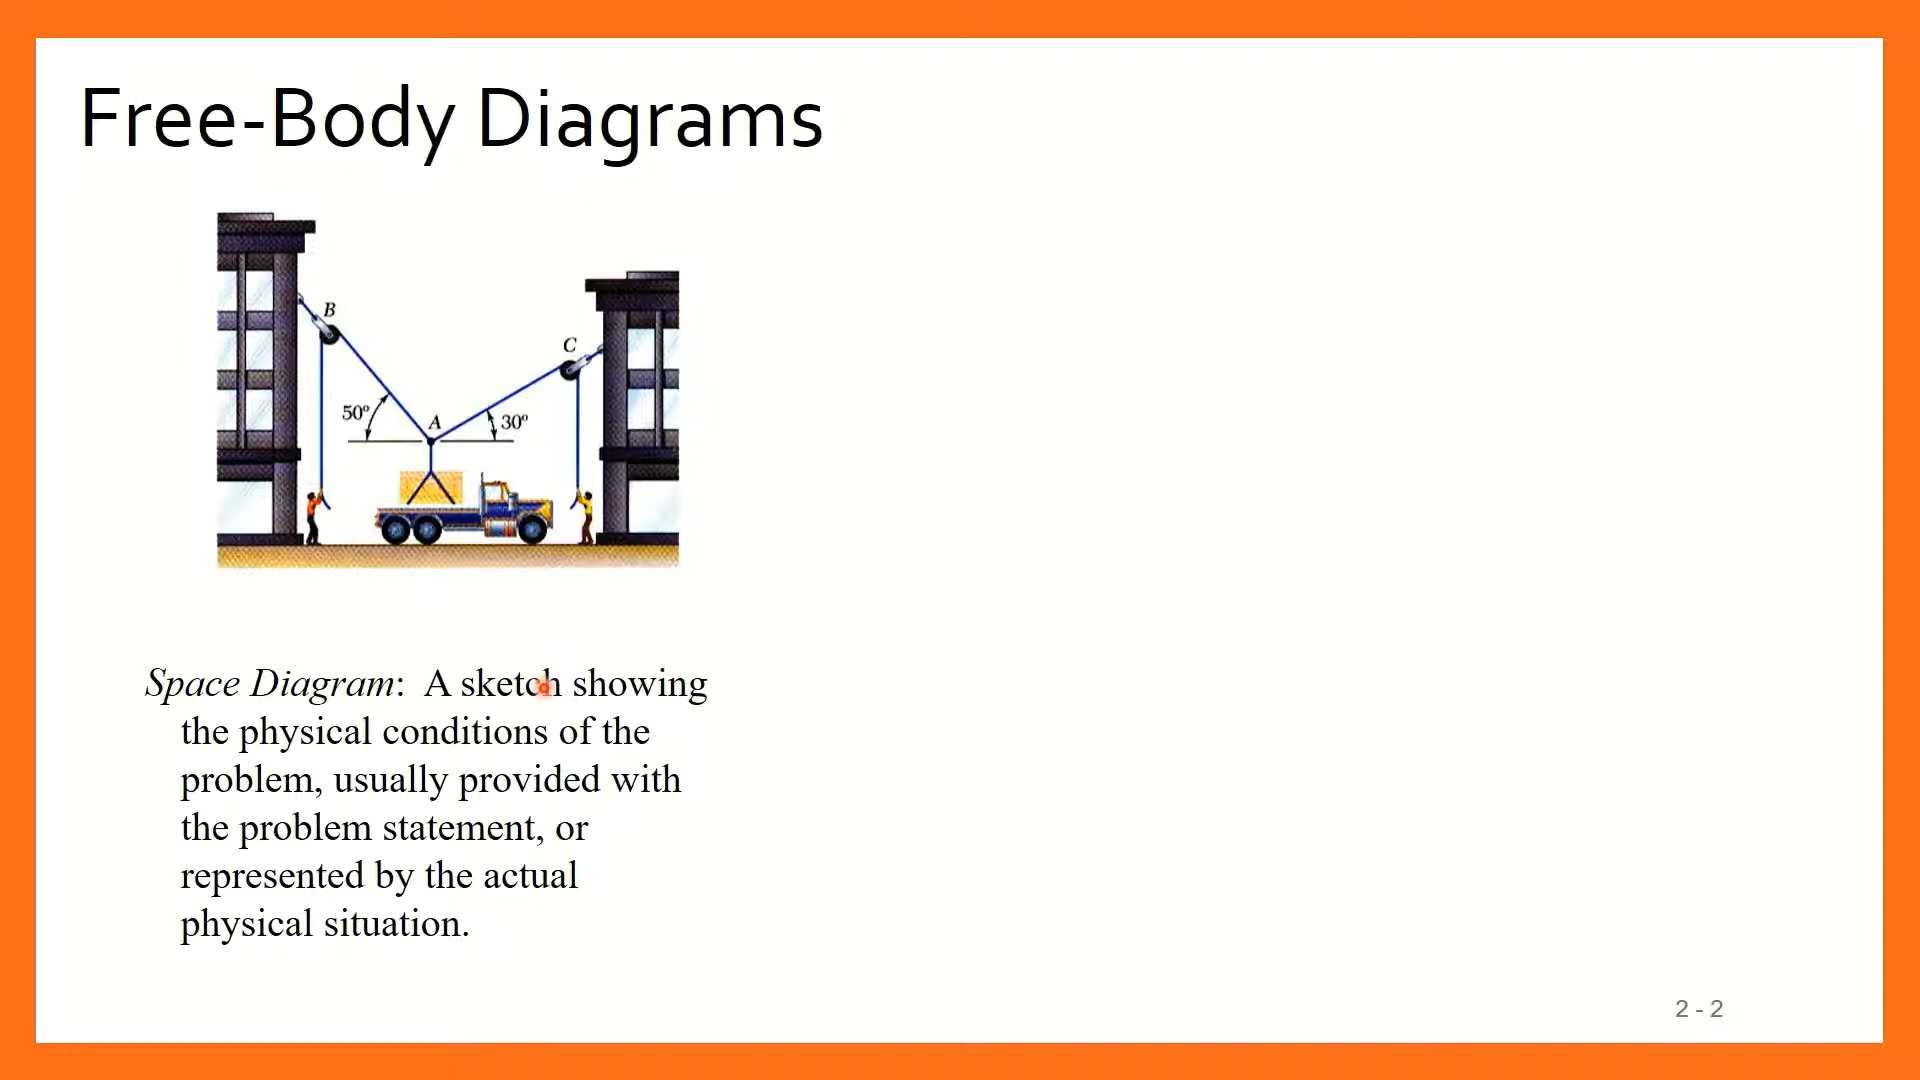 Free-Body Diagrams
B
C
50°
A
30°
Space Diagram: A sketch showing
the physical conditions of the
problem, usually provided with
the problem statement, or
represented by the actual
physical situation.
2 - 2